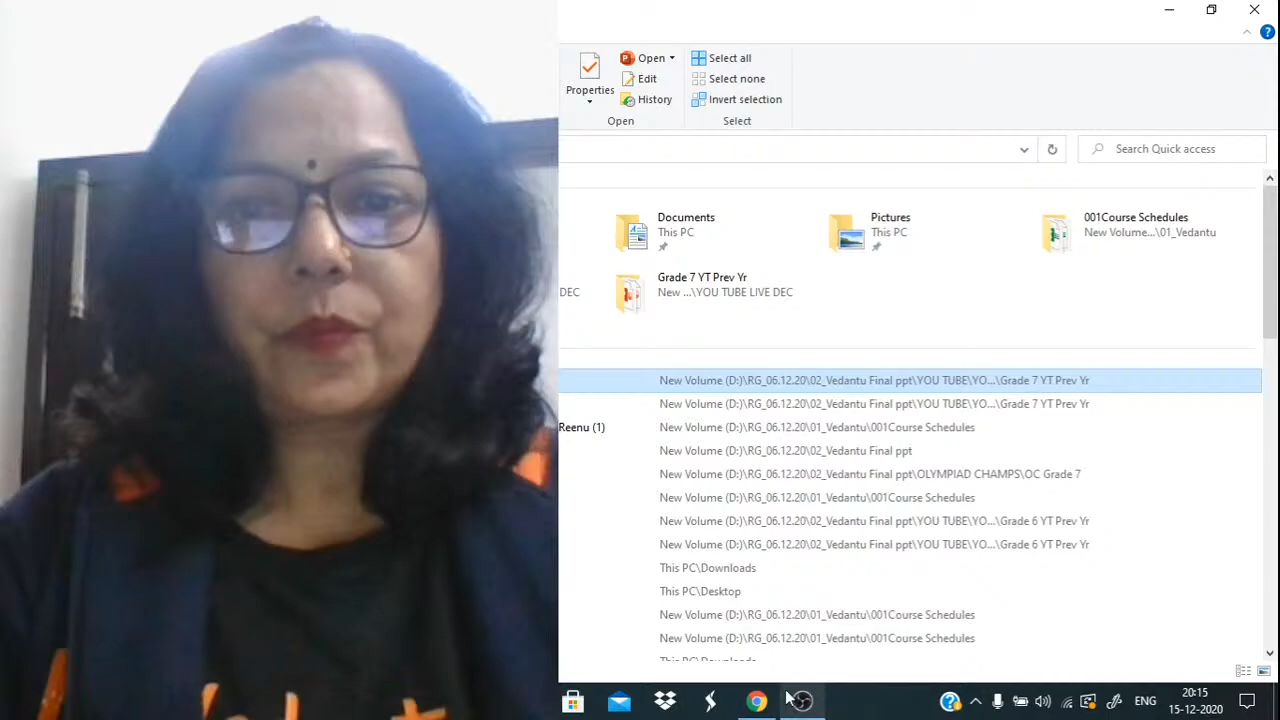 Open
Select all
Edit
Select none
Properties
History
Invert selection
Open
Select
Search Quick access
Documents
This PC
Pictures
This PC
001Course Schedules
New Volume...\01_Vedantu
Grade 7 YT Prev Yr
DEC
New ...\YOU TUBE LIVE DEC
New Volume (D:)\RG_06.12.20\02_Vedantu Final ppt\YOU TUBE\YO...\Grade 7 YT Prev Yr
New Volume (D:)\RG_06.12.20\02_Vedantu Final ppt\YOU TUBE\YO...\Grade 7 YT Prev Yr
Reenu (1)
New Volume (D:)\RG_06.12.20\01_Vedantu\001Course Schedules
New Volume (D:)\RG_06.12.20\02_Vedantu Final ppt
New Volume (D:)\RG_06.12.20\02_Vedantu Final ppt\OLYMPIAD CHAMPS\OC Grade 7
New Volume (D:)\RG_06.12.20\01_Vedantu\001Course Schedules
New Volume (D:)\RG_06.12.20\02_Vedantu Final ppt\YOU TUBE\YO...\Grade 6 YT Prev Yr
New Volume (D:)\RG_06.12.20\02_Vedantu Final ppt\YOU TUBE\YO...\Grade 6 YT Prev Yr
This PC\Downloads
This PC\Desktop
New Volume (D:)\RG_06.12.20\01_Vedantu\001Course Schedules
New Volume (D:)\RG_06.12.20\01_Vedantu\001Course Schedules
This PC\Downloads
ENG
20:15
15-12-2020